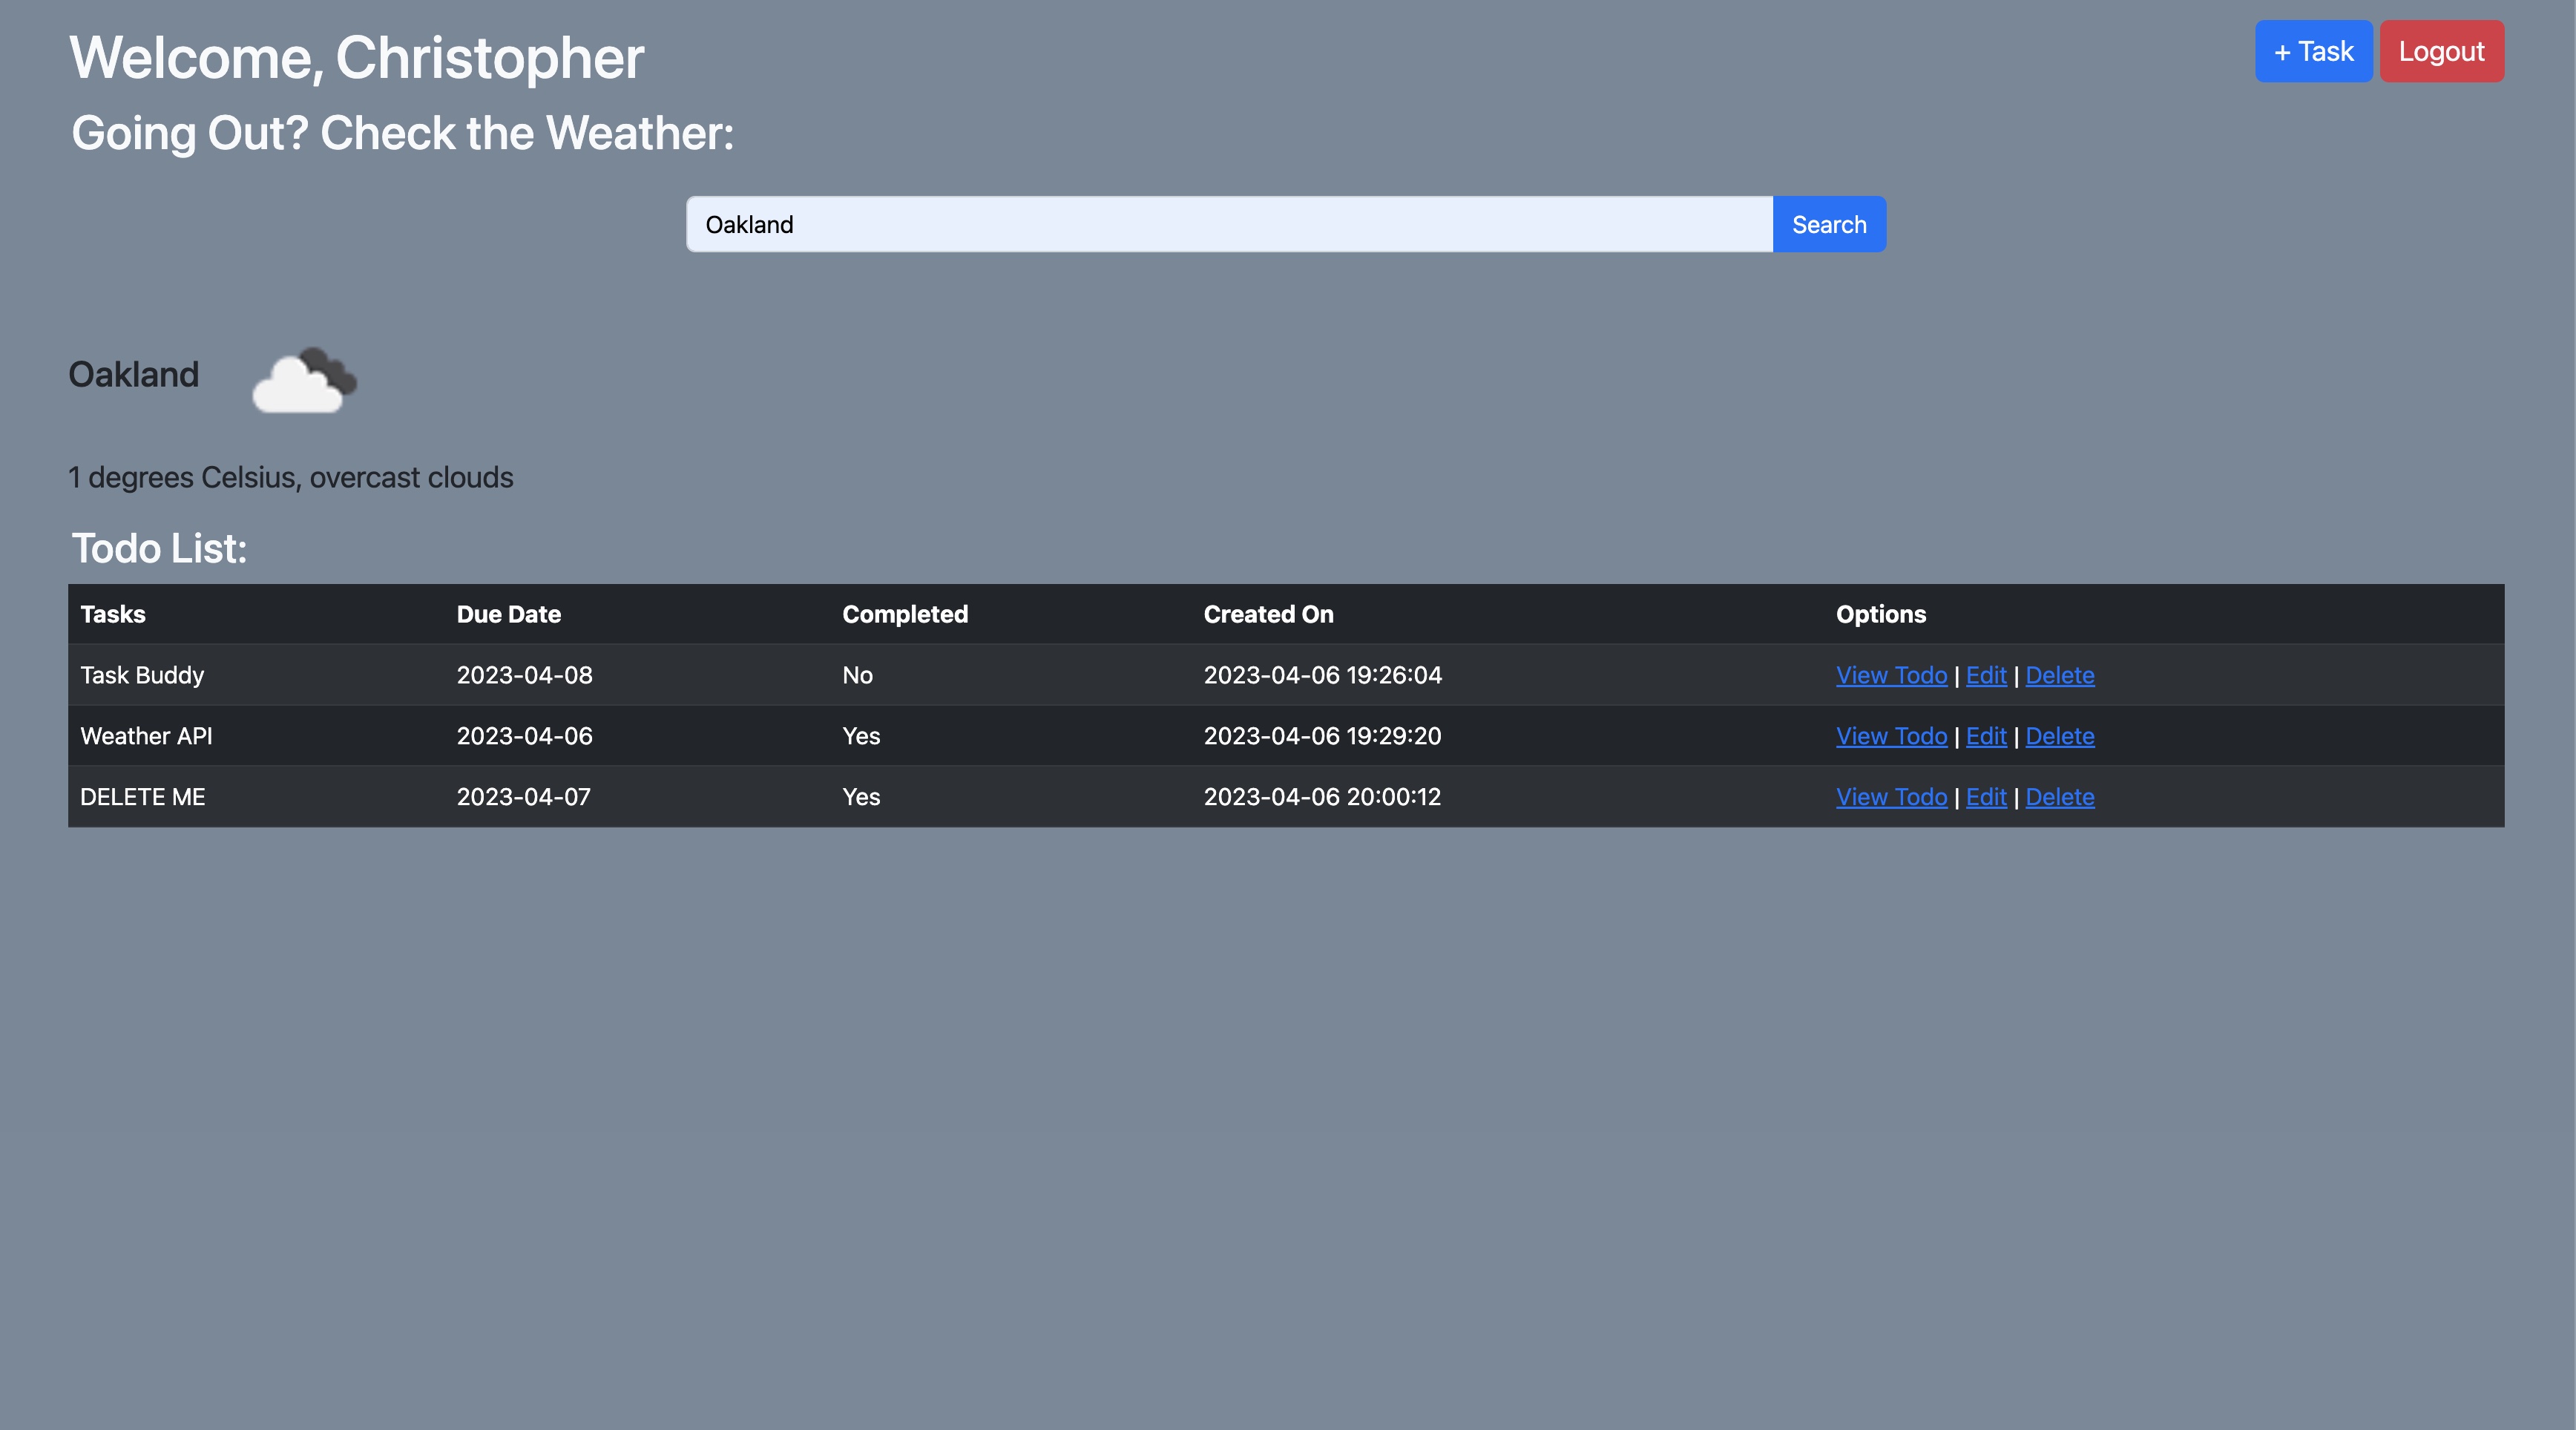 Welcome, Christopher
+ Task Logout
Going Out? Check the Weather:
Oakland Search
Oakland
1 degrees Celsius, overcast clouds
Todo List:
Tasks Due Date Completed Created On Options
Task Buddy 2023-04-08 No 2023-04-06 19:26:04 View Todo | Edit | Delete
Weather API 2023-04-06 Yes 2023-04-06 19:29:20 View Todo | Edit | Delete
DELETE ME 2023-04-07 Yes 2023-04-06 20:00:12 View Todo | Edit | Delete